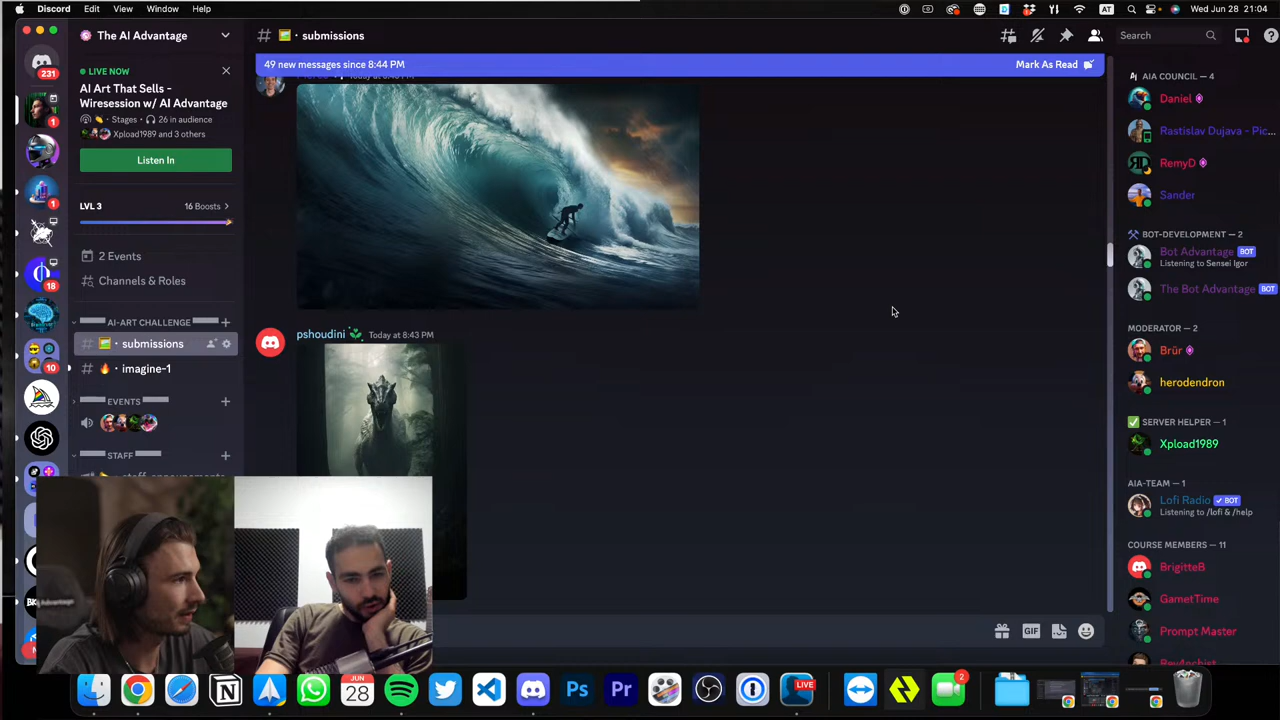 Discord Edit View Window Help
AT
Wed Jun 28 21:04
The AI Advantage
# submissions
Search
231
LIVE NOW
AI Art That Sells -
Wiresession w/ AI Advantage
Stages • 26 in audience
Xpload1989 and 3 others
Listen In
LVL 3
16 Boosts >
2 Events
Channels & Roles
AI-ART CHALLENGE
submissions
imagine-1
EVENTS
STAFF
1
1
18
10
49 new messages since 8:44 PM
Mark As Read
pshoudini Today at 8:43 PM
GIF
AIA COUNCIL — 4
Daniel
Rastislav Dujava - Pic...
RemyD
Sander
BOT-DEVELOPMENT — 2
Bot Advantage BOT
Listening to Sensei Igor
The Bot Advantage BOT
MODERATOR — 2
Brür
herodendron
SERVER HELPER — 1
Xpload1989
AIA-TEAM — 1
Lofi Radio BOT
Listening to /lofi & /help
COURSE MEMBERS — 11
BrigitteB
GametTime
Prompt Master
JUN
28
Ps
Pr
LIVE
2